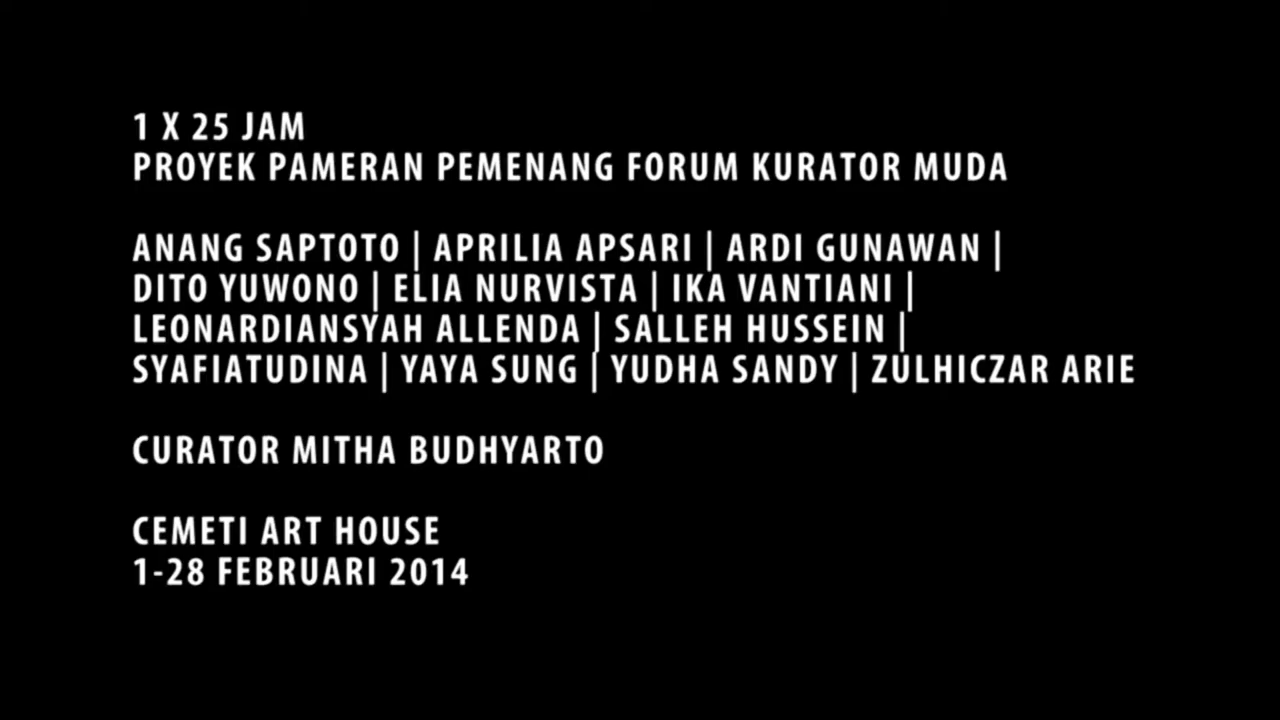 1 X 25 JAM
PROYEK PAMERAN PEMENANG FORUM KURATOR MUDA
ANANG SAPTOTO | APRILIA APSARI | ARDI GUNAWAN |
DITO YUWONO | ELIA NURVISTA | IKA VANTIANI |
LEONARDIANSYAH ALLENDA | SALLEH HUSSEIN |
SYAFIATUDINA | YAYA SUNG | YUDHA SANDY | ZULHICZAR ARIE
CURATOR MITHA BUDHYARTO
CEMETI ART HOUSE
1-28 FEBRUARI 2014